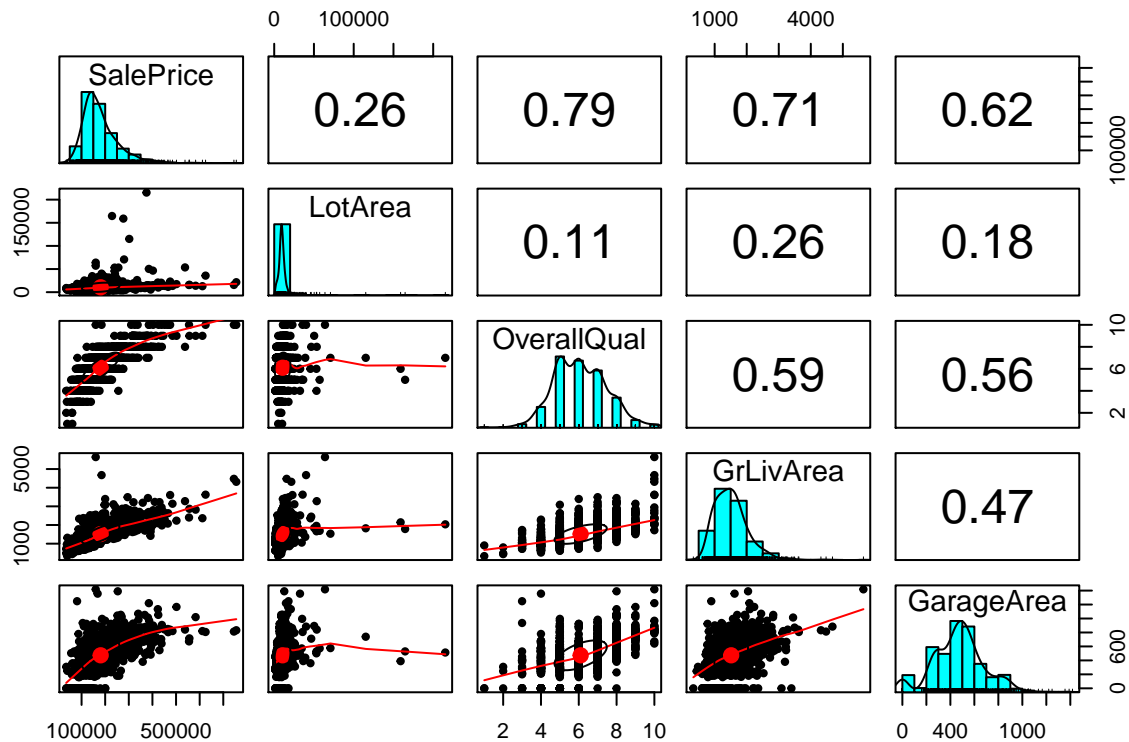 0 100000 1000 4000
SalePrice 0.26 0.79 0.71 0.62 100000
0 150000 LotArea 0.11 0.26 0.18
OverallQual 0.59 0.56 2 6 10
1000 5000 GrLivArea 0.47
GarageArea 0 600
100000 500000 2 4 6 8 10 0 400 1000